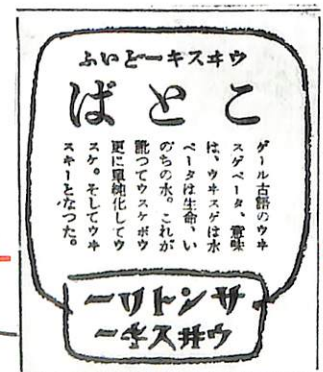 ウヰスキーといふ
ことば
ゲール古語のウヰ
スゲベータ、意味
は、ウヰスゲは水
ベータは生命、い
のちの水。これが
訛つてウスケボウ
更に單純化してウ
スケ。そしてウヰ
スキーとなつた。
サントリー
ウヰスキー